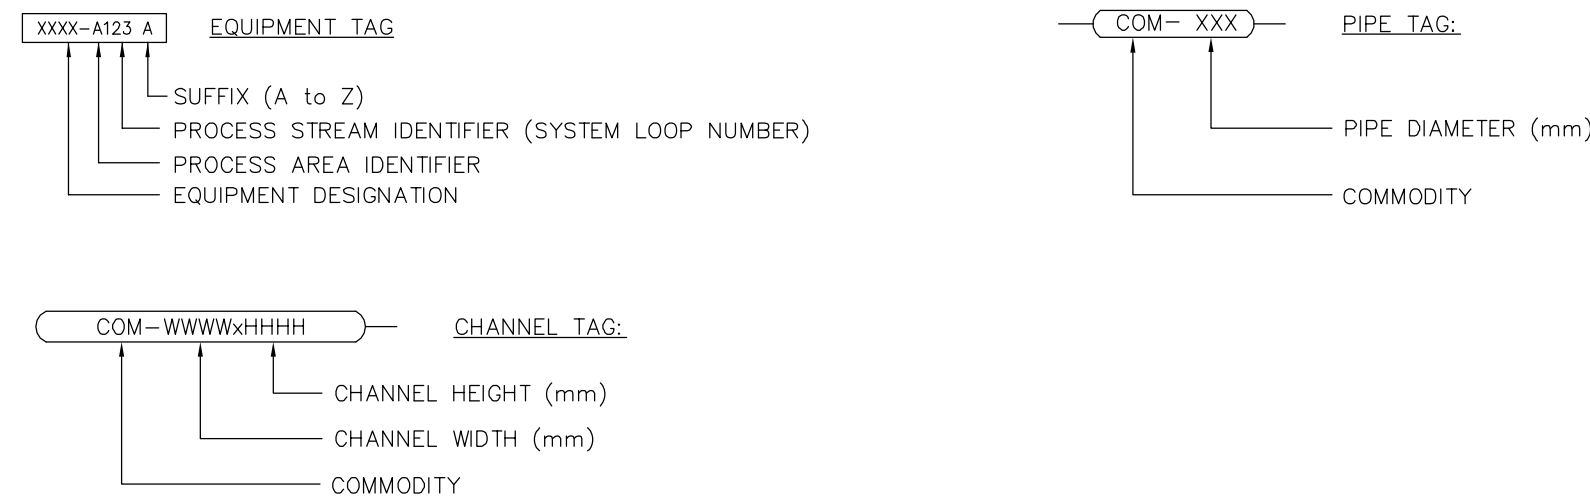 XXXX-A123 A
EQUIPMENT TAG
SUFFIX (A to Z)
PROCESS STREAM IDENTIFIER (SYSTEM LOOP NUMBER)
PROCESS AREA IDENTIFIER
EQUIPMENT DESIGNATION
COM- XXX
PIPE TAG:
PIPE DIAMETER (mm)
COMMODITY
COM-WWWWxHHHH
CHANNEL TAG:
CHANNEL HEIGHT (mm)
CHANNEL WIDTH (mm)
COMMODITY